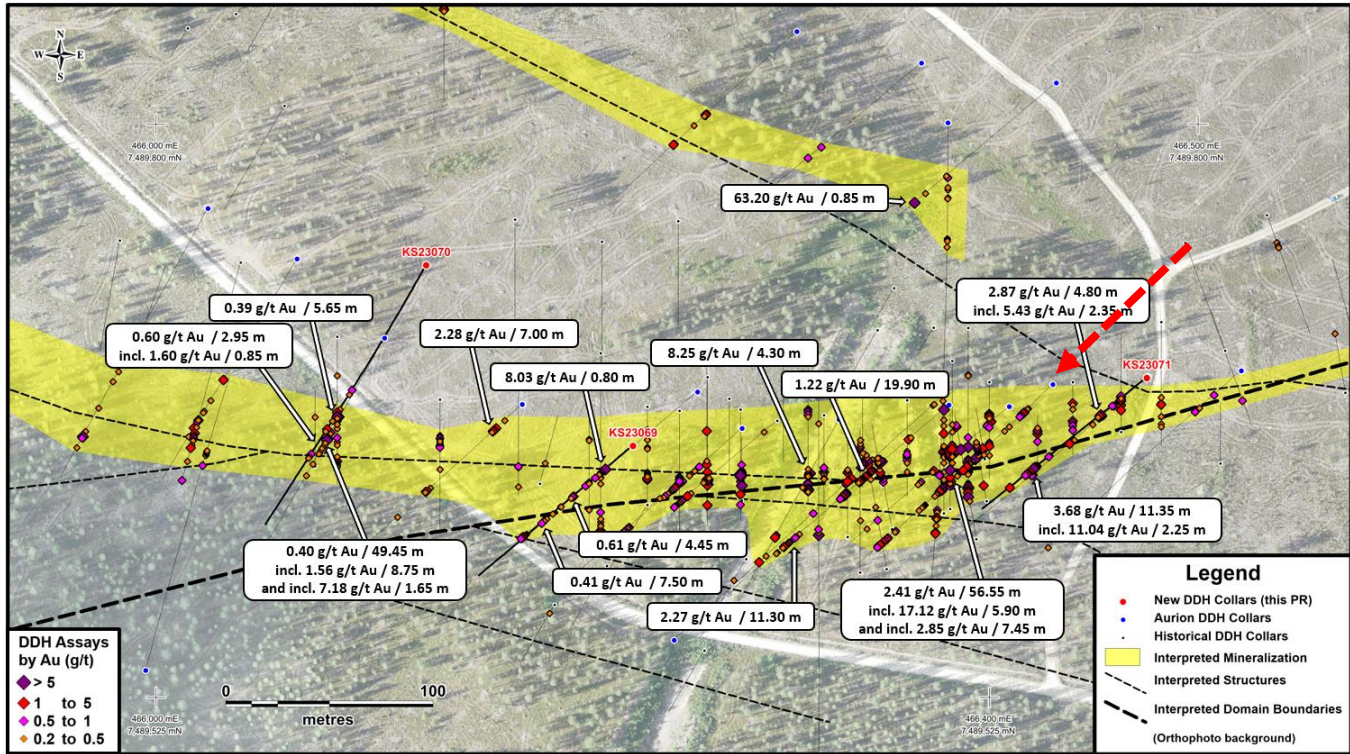 N
W E
S
466,000 mE
7,489,800 mN
466,500 mE
7,489,800 mN
63.20 g/t Au / 0.85 m
KS23070
0.39 g/t Au / 5.65 m
0.60 g/t Au / 2.95 m
incl. 1.60 g/t Au / 0.85 m
2.28 g/t Au / 7.00 m
8.03 g/t Au / 0.80 m
KS23069
8.25 g/t Au / 4.30 m
1.22 g/t Au / 19.90 m
2.87 g/t Au / 4.80 m
incl. 5.43 g/t Au / 2.35 m
KS23071
0.40 g/t Au / 49.45 m
incl. 1.56 g/t Au / 8.75 m
and incl. 7.18 g/t Au / 1.65 m
0.61 g/t Au / 4.45 m
0.41 g/t Au / 7.50 m
2.27 g/t Au / 11.30 m
2.41 g/t Au / 56.55 m
incl 17.12 g/t Au / 5.90 m
and incl. 2.85 g/t Au / 7.45 m
3.68 g/t Au / 11.35 m
incl. 11.04 g/t Au / 2.25 m
DDH Assays
by Au (g/t)
> 5
1 to 5
0.5 to 1
0.2 to 0.5
466,000 mE
7,489,525 mN
0 100
metres
466,400 mE
7,489,525 mN
Legend
New DDH Collars (this PR)
Aurion DDH Collars
Historical DDH Collars
Interpreted Mineralization
Interpreted Structures
Interpreted Domain Boundaries
(Orthophoto background)